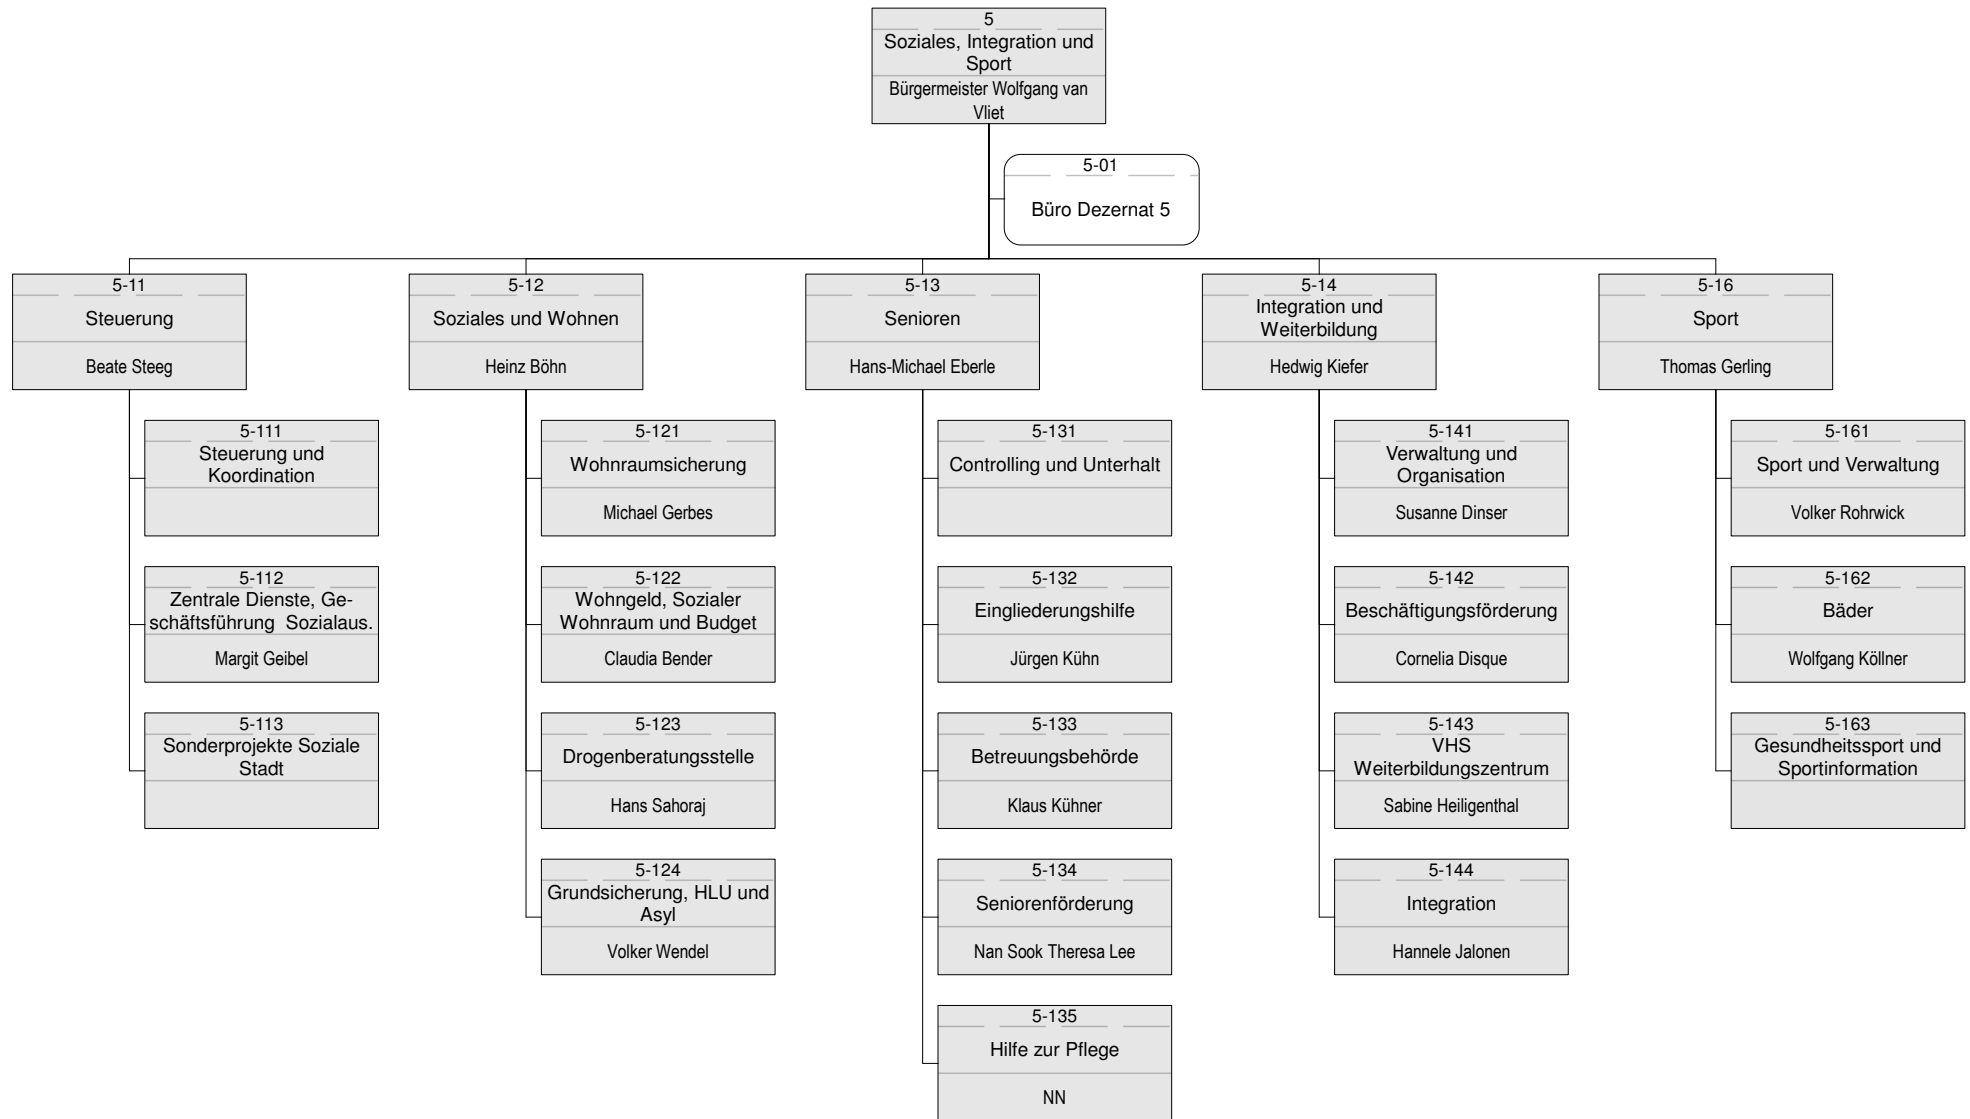 5
Soziales, Integration und
Sport
Bürgermeister Wolfgang van
Vliet
5-01
Büro Dezernat 5
5-11
Steuerung
Beate Steeg
5-111
Steuerung und
Koordination
5-112
Zentrale Dienste, Ge-
schäftsführung  Sozialaus.
Margit Geibel
5-113
Sonderprojekte Soziale
Stadt
5-12
Soziales und Wohnen
Heinz Böhn
5-121
Wohnraumsicherung
Michael Gerbes
5-122
Wohngeld, Sozialer
Wohnraum und Budget
Claudia Bender
5-123
Drogenberatungsstelle
Hans Sahoraj
5-124
Grundsicherung, HLU und
Asyl
Volker Wendel
5-13
Senioren
Hans-Michael Eberle
5-131
Controlling und Unterhalt
5-132
Eingliederungshilfe
Jürgen Kühn
5-133
Betreuungsbehörde
Klaus Kühner
5-134
Seniorenförderung
Nan Sook Theresa Lee
5-135
Hilfe zur Pflege
NN
5-14
Integration und
Weiterbildung
Hedwig Kiefer
5-141
Verwaltung und
Organisation
Susanne Dinser
5-142
Beschäftigungsförderung
Cornelia Disque
5-143
VHS
Weiterbildungszentrum
Sabine Heiligenthal
5-144
Integration
Hannele Jalonen
5-16
Sport
Thomas Gerling
5-161
Sport und Verwaltung
Volker Rohrwick
5-162
Bäder
Wolfgang Köllner
5-163
Gesundheitssport und
Sportinformation